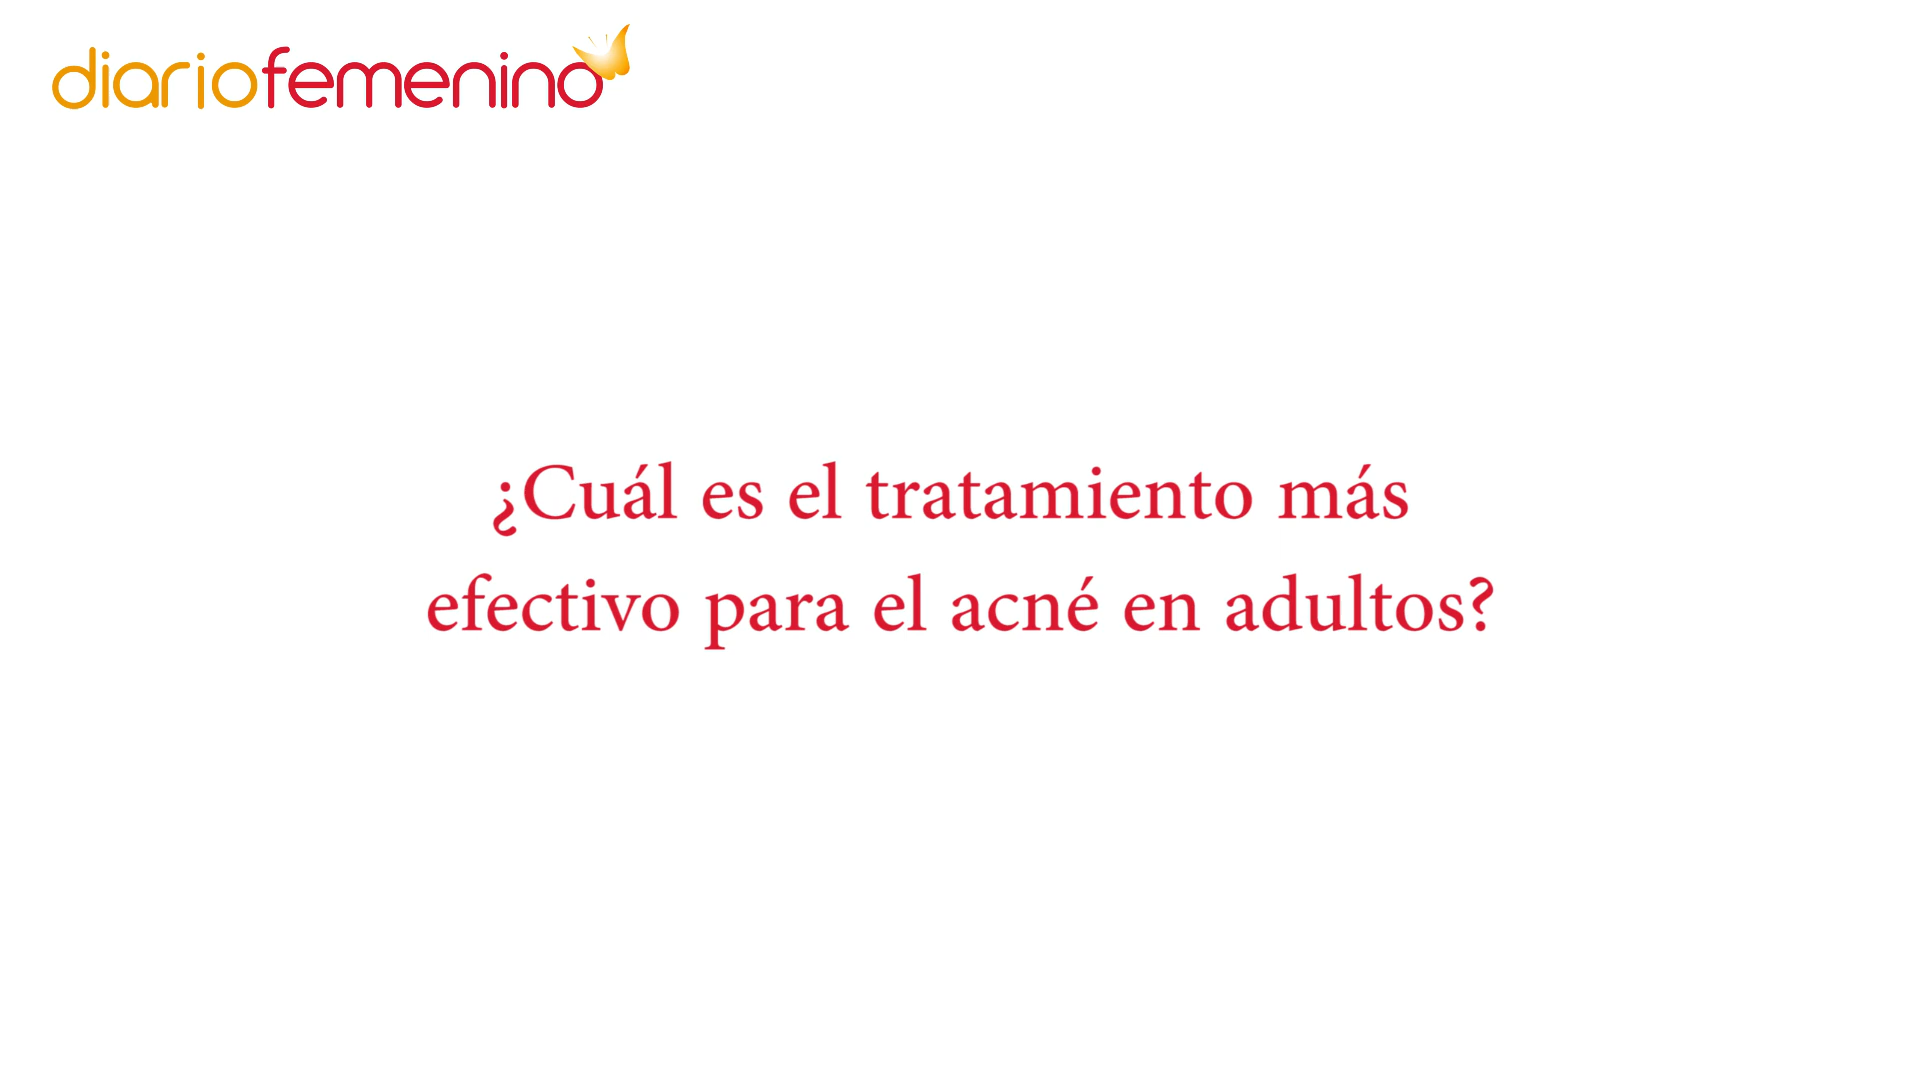 diariofemenino
¿Cuál es el tratamiento más
efectivo para el acné en adultos?